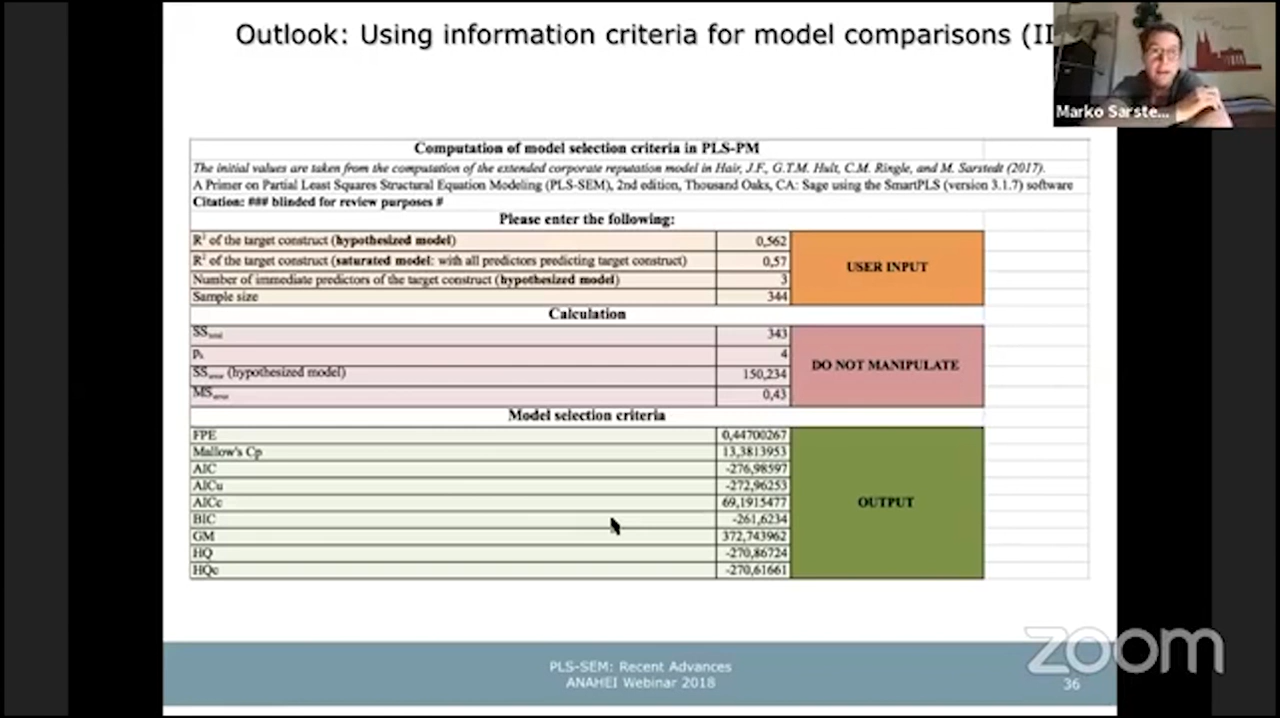 Outlook: Using information criteria for model comparisons (II
Marko Sarste...
Computation of model selection criteria in PLS-PM
The initial values are taken from the computation of the extended corporate reputation model in Hair, J.F., G.T.M. Hult, C.M. Ringle, and M. Sarstedt (2017).
A Primer on Partial Least Squares Structural Equation Modeling (PLS-SEM), 2nd edition, Thousand Oaks, CA: Sage using the SmartPLS (version 3.1.7) software
Citation: ### blinded for review purposes #
Please enter the following:
R² of the target construct (hypothesized model) 0,562
R² of the target construct (saturated model: with all predictors predicting target construct) 0,57
USER INPUT
Number of immediate predictors of the target construct (hypothesized model) 3
Sample size 344
Calculation
SStotal 343
pk 4
DO NOT MANIPULATE
SSerror (hypothesized model) 150,234
MSerror 0,43
Model selection criteria
FPE 0,44700267
Mallow's Cp 13,3813953
AIC -276,98597
AICu -272,96253
AICc 69,1915477
OUTPUT
BIC -261,6234
GM 372,743962
HQ -270,86724
HQc -270,61661
zoom
PLS-SEM: Recent Advances
ANAHEI Webinar 2018
36